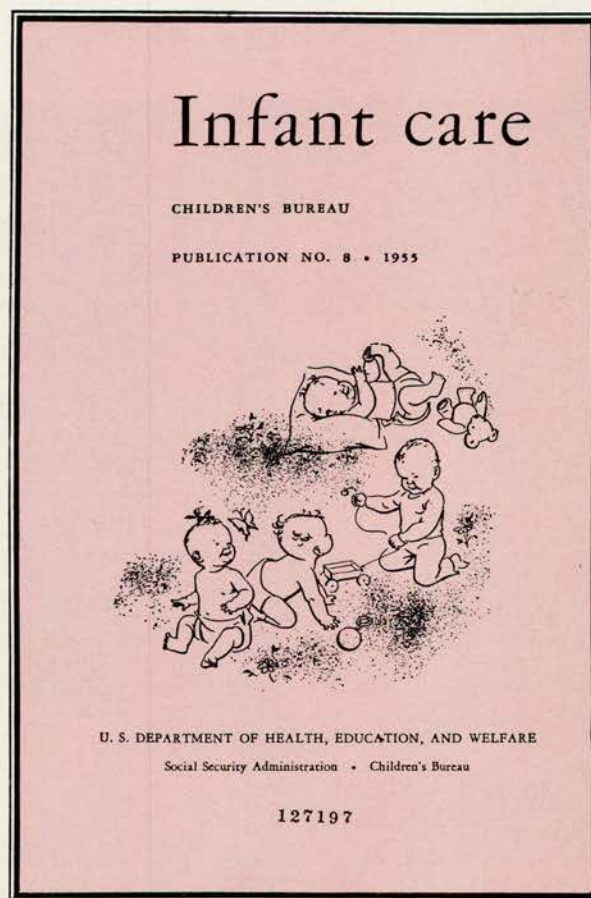 Infant care
CHILDREN'S BUREAU
PUBLICATION NO. 8 • 1955
U. S. DEPARTMENT OF HEALTH, EDUCATION, AND WELFARE
Social Security Administration • Children's Bureau
127197